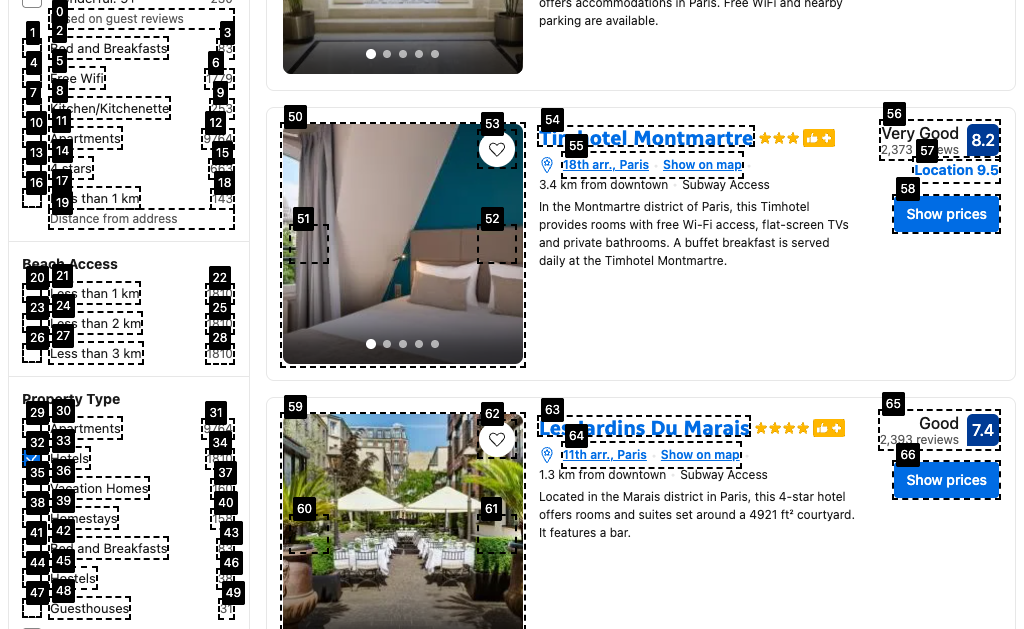 offers accommodations in Paris. Free WiFi and nearby
parking are available.
0
on guest reviews
1
2
3
Bed and Breakfasts
83
4
5
6
Free Wifi
1779
7
8
9
Kitchen/Kitchenette
253
10
11
12
Apartments
9764
13
14
15
stars
16
17
18
less than 1 km
143
19
Distance from address
Beach Access
20
21
22
Less than 1 km
1810
23
24
25
Less than 2 km
1810
26
27
28
Less than 3 km
1810
Property Type
29
30
31
Apartments
9764
32
33
34
Hotels
1810
35
36
37
Vacation Homes
38
39
40
Homestays
41
42
43
Bed and Breakfasts
83
44
45
46
Hostels
47
48
49
Guesthouses
31
50
51
52
53
54
Timhotel Montmartre
55
18th arr., Paris · Show on map
3.4 km from downtown · Subway Access
In the Montmartre district of Paris, this Timhotel
provides rooms with free Wi-Fi access, flat-screen TVs
and private bathrooms. A buffet breakfast is served
daily at the Timhotel Montmartre.
56
Very Good
2,373 reviews
8.2
57
Location 9.5
58
Show prices
59
60
61
62
63
Les Jardins Du Marais
64
11th arr., Paris · Show on map
1.3 km from downtown · Subway Access
Located in the Marais district in Paris, this 4-star hotel
offers rooms and suites set around a 4921 ft² courtyard.
It features a bar.
65
Good
2,393 reviews
7.4
66
Show prices